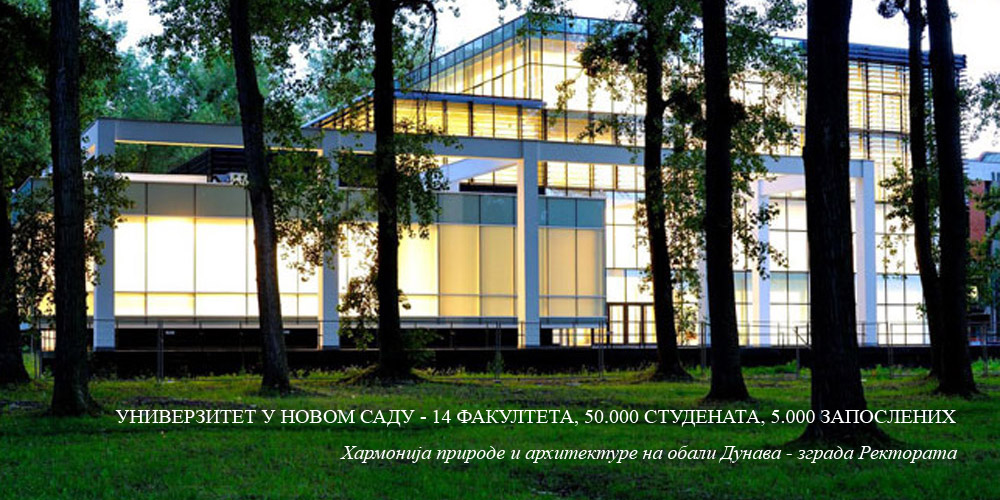 УНИВЕРЗИТЕТ У НОВОМ САДУ - 14 ФАКУЛТЕТА, 50.000 СТУДЕНАТА, 5.000 ЗАПОСЛЕНИХ
Хармонија природе и архитектуре на обали Дунава - зграда Ректората